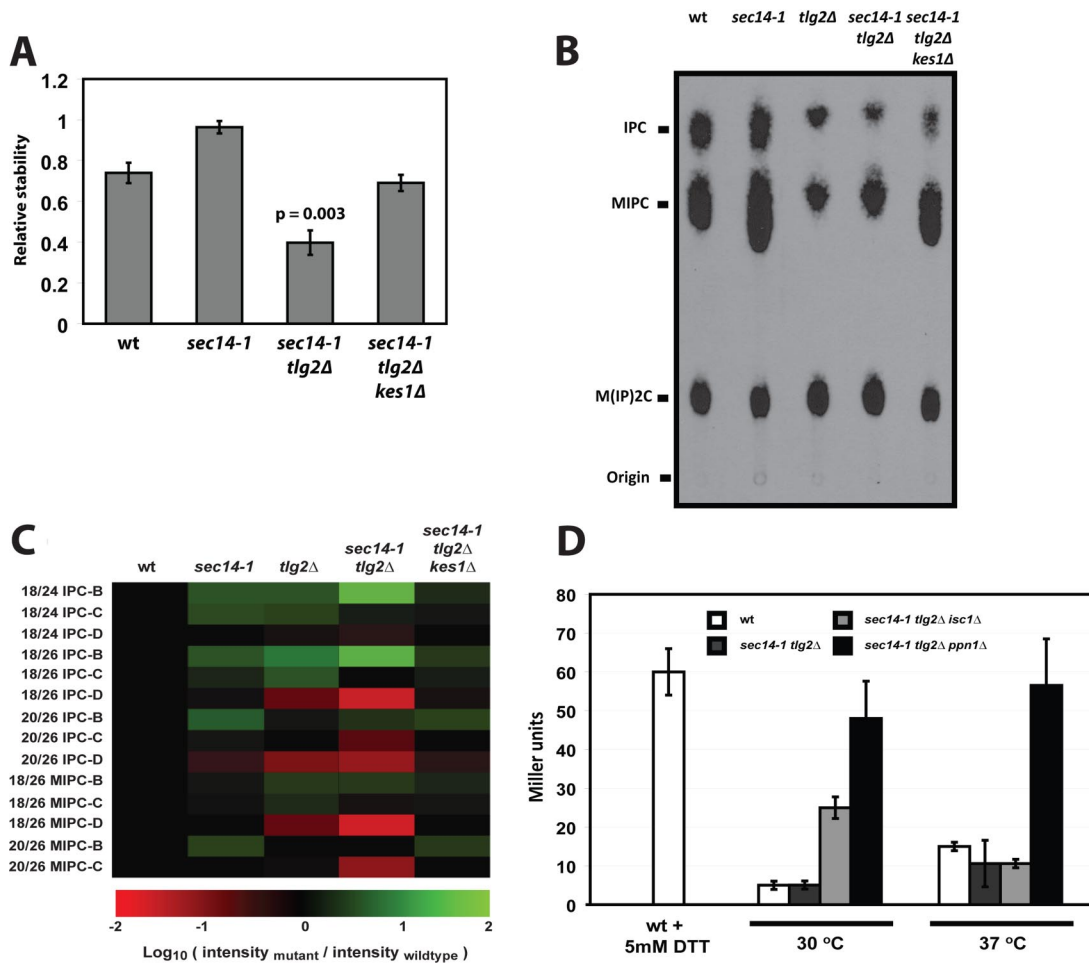 A
1.2
1
0.8
0.6
0.4
0.2
0
Relative stability
p = 0.003
wt
sec14-1
sec14-1 tlg2Δ
sec14-1 tlg2Δ kes1Δ
B
wt
sec14-1
tlg2Δ
sec14-1 tlg2Δ
sec14-1 tlg2Δ kes1Δ
IPC
MIPC
M(IP)2C
Origin
C
wt
sec14-1
tlg2Δ
sec14-1 tlg2Δ
sec14-1 tlg2Δ kes1Δ
18/24 IPC-B
18/24 IPC-C
18/24 IPC-D
18/26 IPC-B
18/26 IPC-C
18/26 IPC-D
20/26 IPC-B
20/26 IPC-C
20/26 IPC-D
18/26 MIPC-B
18/26 MIPC-C
18/26 MIPC-D
20/26 MIPC-B
20/26 MIPC-C
-2 -1 0 1 2
Log10 ( intensity mutant / intensity wildtype )
D
80
70
60
50
40
30
20
10
0
Miller units
wt
sec14-1 tlg2Δ
sec14-1 tlg2Δ isc1Δ
sec14-1 tlg2Δ ppn1Δ
wt +
5mM DTT
30 °C
37 °C